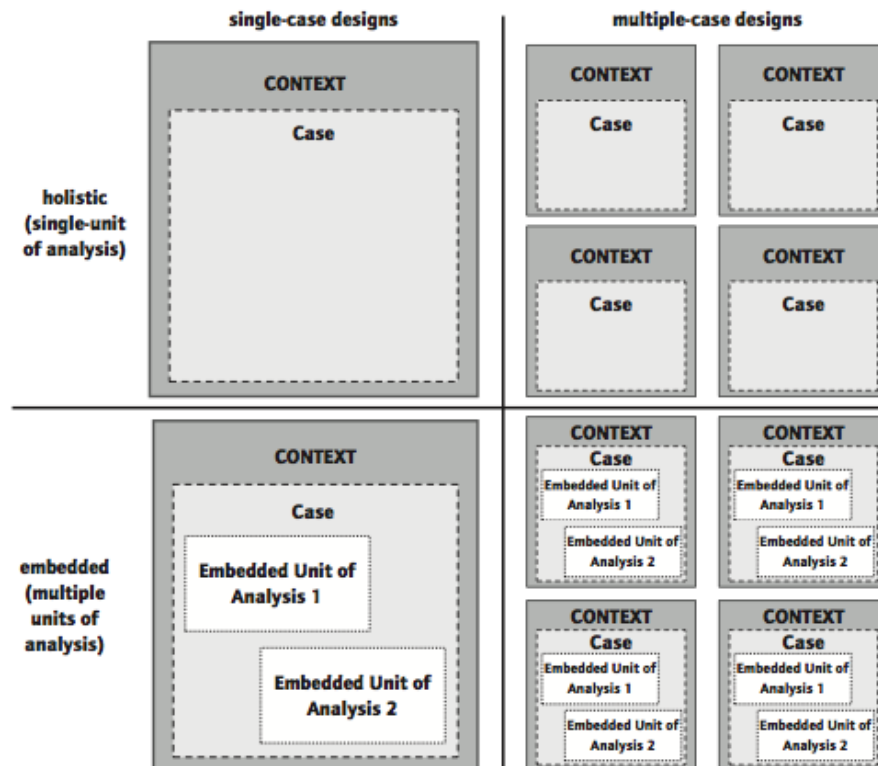 single-case designs
multiple-case designs
holistic
(single-unit
of analysis)
CONTEXT
Case
CONTEXT
Case
CONTEXT
Case
CONTEXT
Case
CONTEXT
Case
embedded
(multiple
units of
analysis)
CONTEXT
Case
Embedded Unit of
Analysis 1
Embedded Unit of
Analysis 2
CONTEXT
Case
Embedded Unit of
Analysis 1
Embedded Unit of
Analysis 2
CONTEXT
Case
Embedded Unit of
Analysis 1
Embedded Unit of
Analysis 2
CONTEXT
Case
Embedded Unit of
Analysis 1
Embedded Unit of
Analysis 2
CONTEXT
Case
Embedded Unit of
Analysis 1
Embedded Unit of
Analysis 2